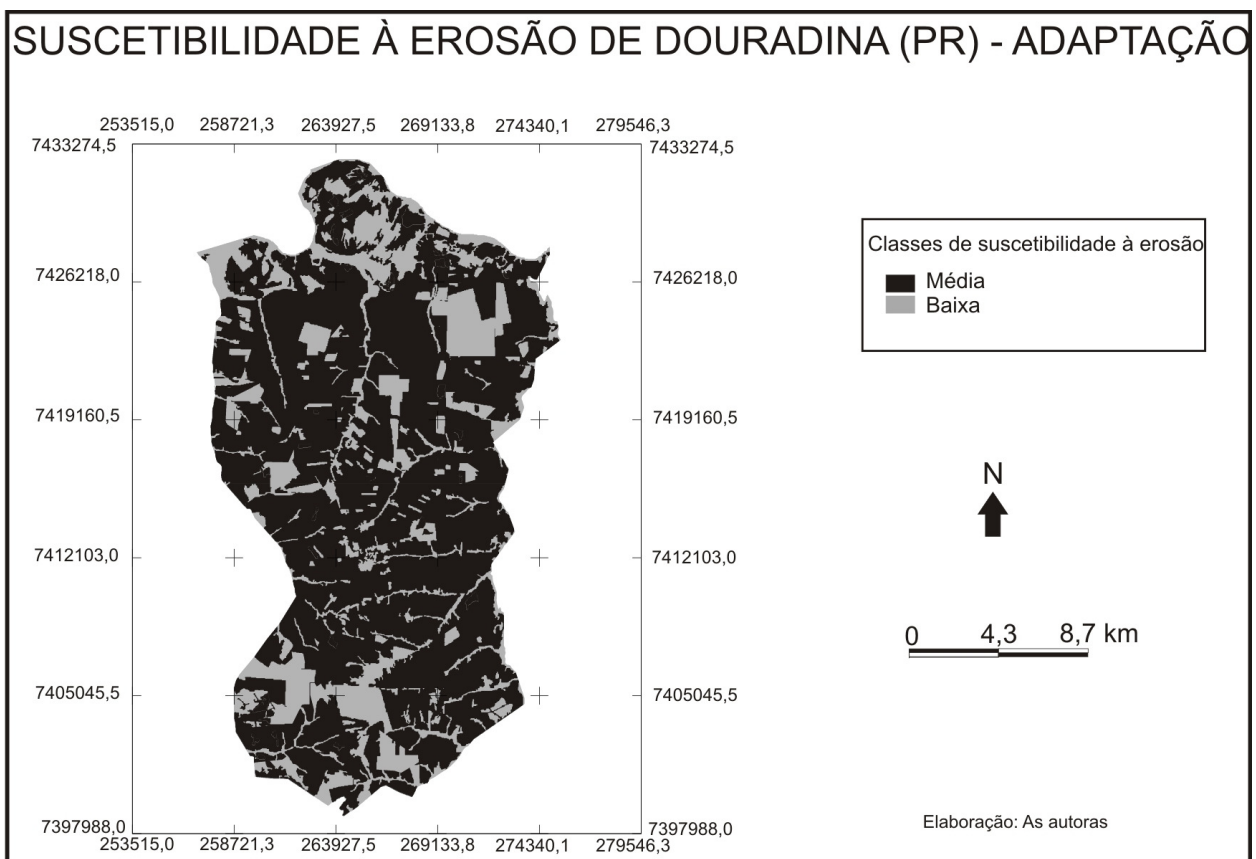 SUSCETIBILIDADE À EROSÃO DE DOURADINA (PR) - ADAPTAÇÃO
253515,0 258721,3 263927,5 269133,8 274340,1 279546,3
7433274,5 7433274,5
Classes de suscetibilidade à erosão
7426218,0 7426218,0
Média
Baixa
7419160,5 7419160,5
N
7412103,0 7412103,0
0 4,3 8,7 km
7405045,5 7405045,5
Elaboração: As autoras
7397988,0 7397988,0
253515,0 258721,3 263927,5 269133,8 274340,1 279546,3